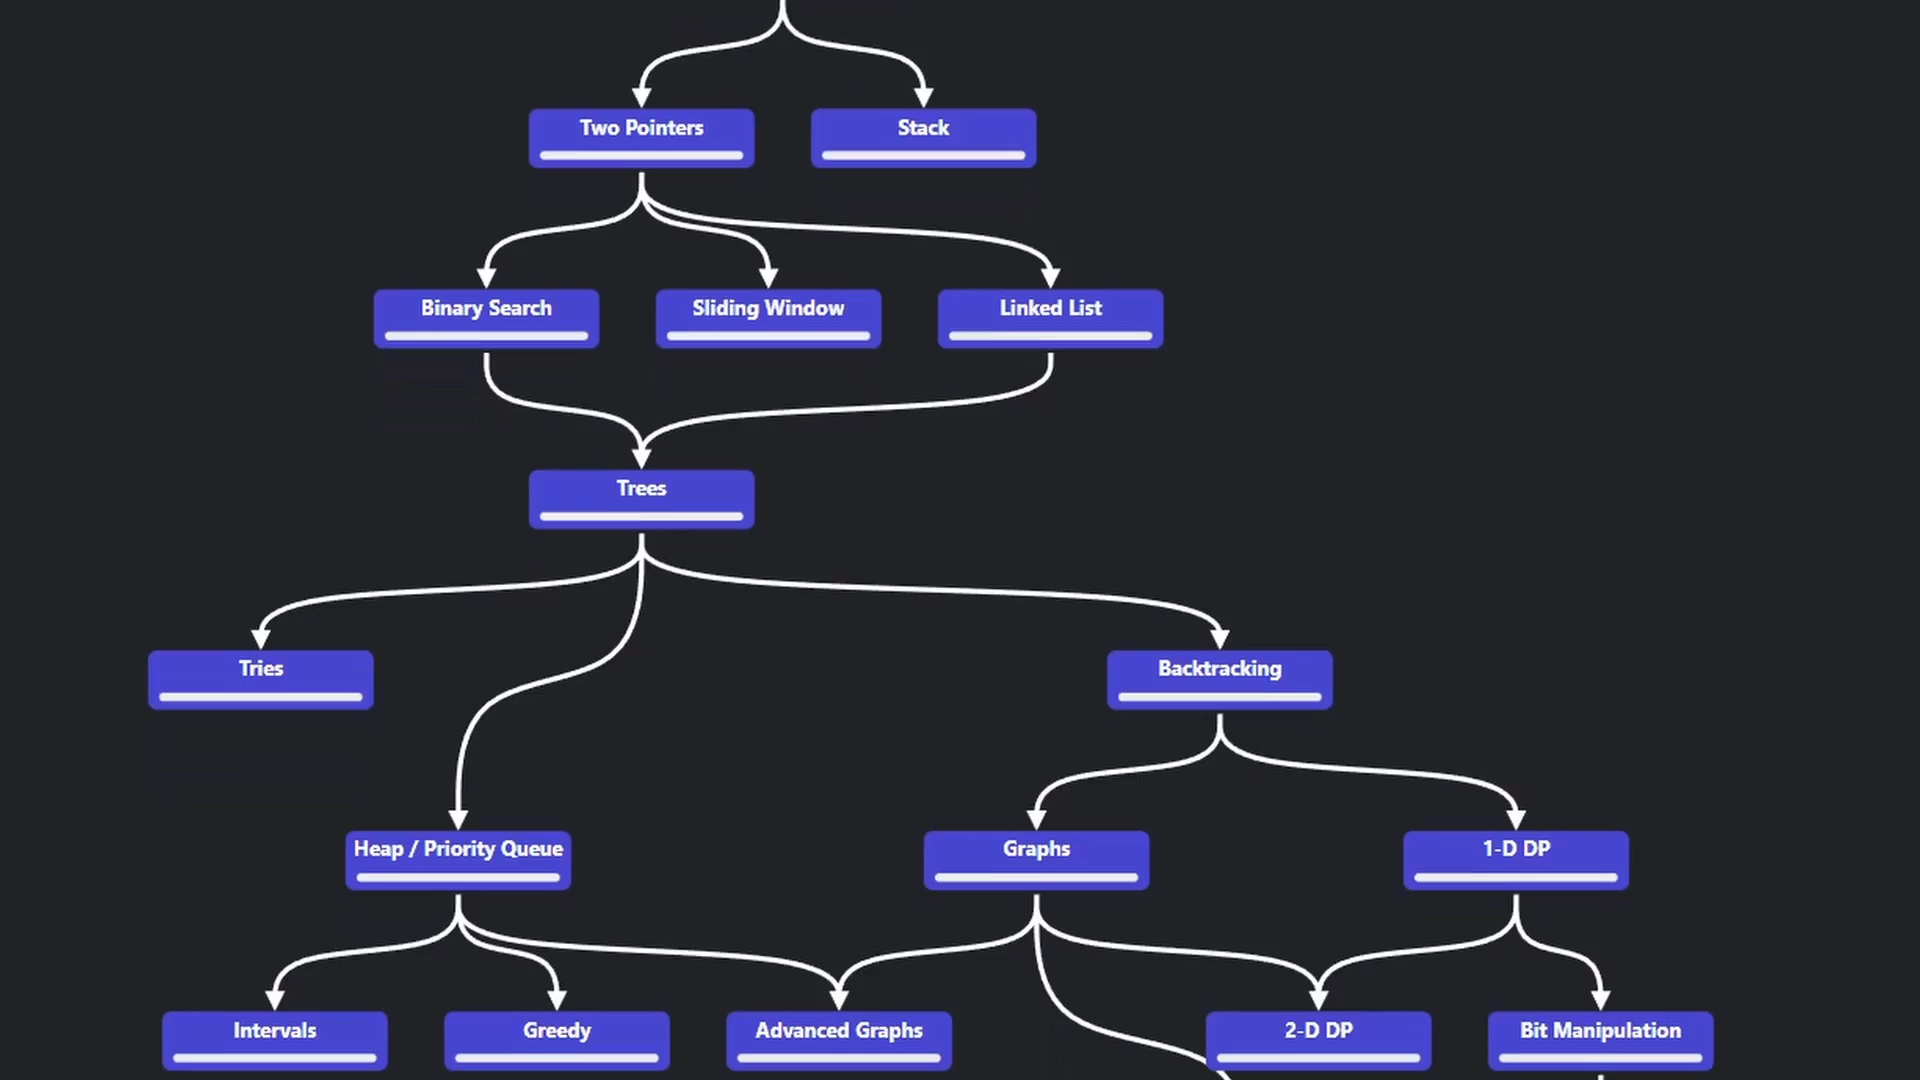 Two Pointers
Stack
Binary Search
Sliding Window
Linked List
Trees
Tries
Backtracking
Heap / Priority Queue
Graphs
1-D DP
Intervals
Greedy
Advanced Graphs
2-D DP
Bit Manipulation